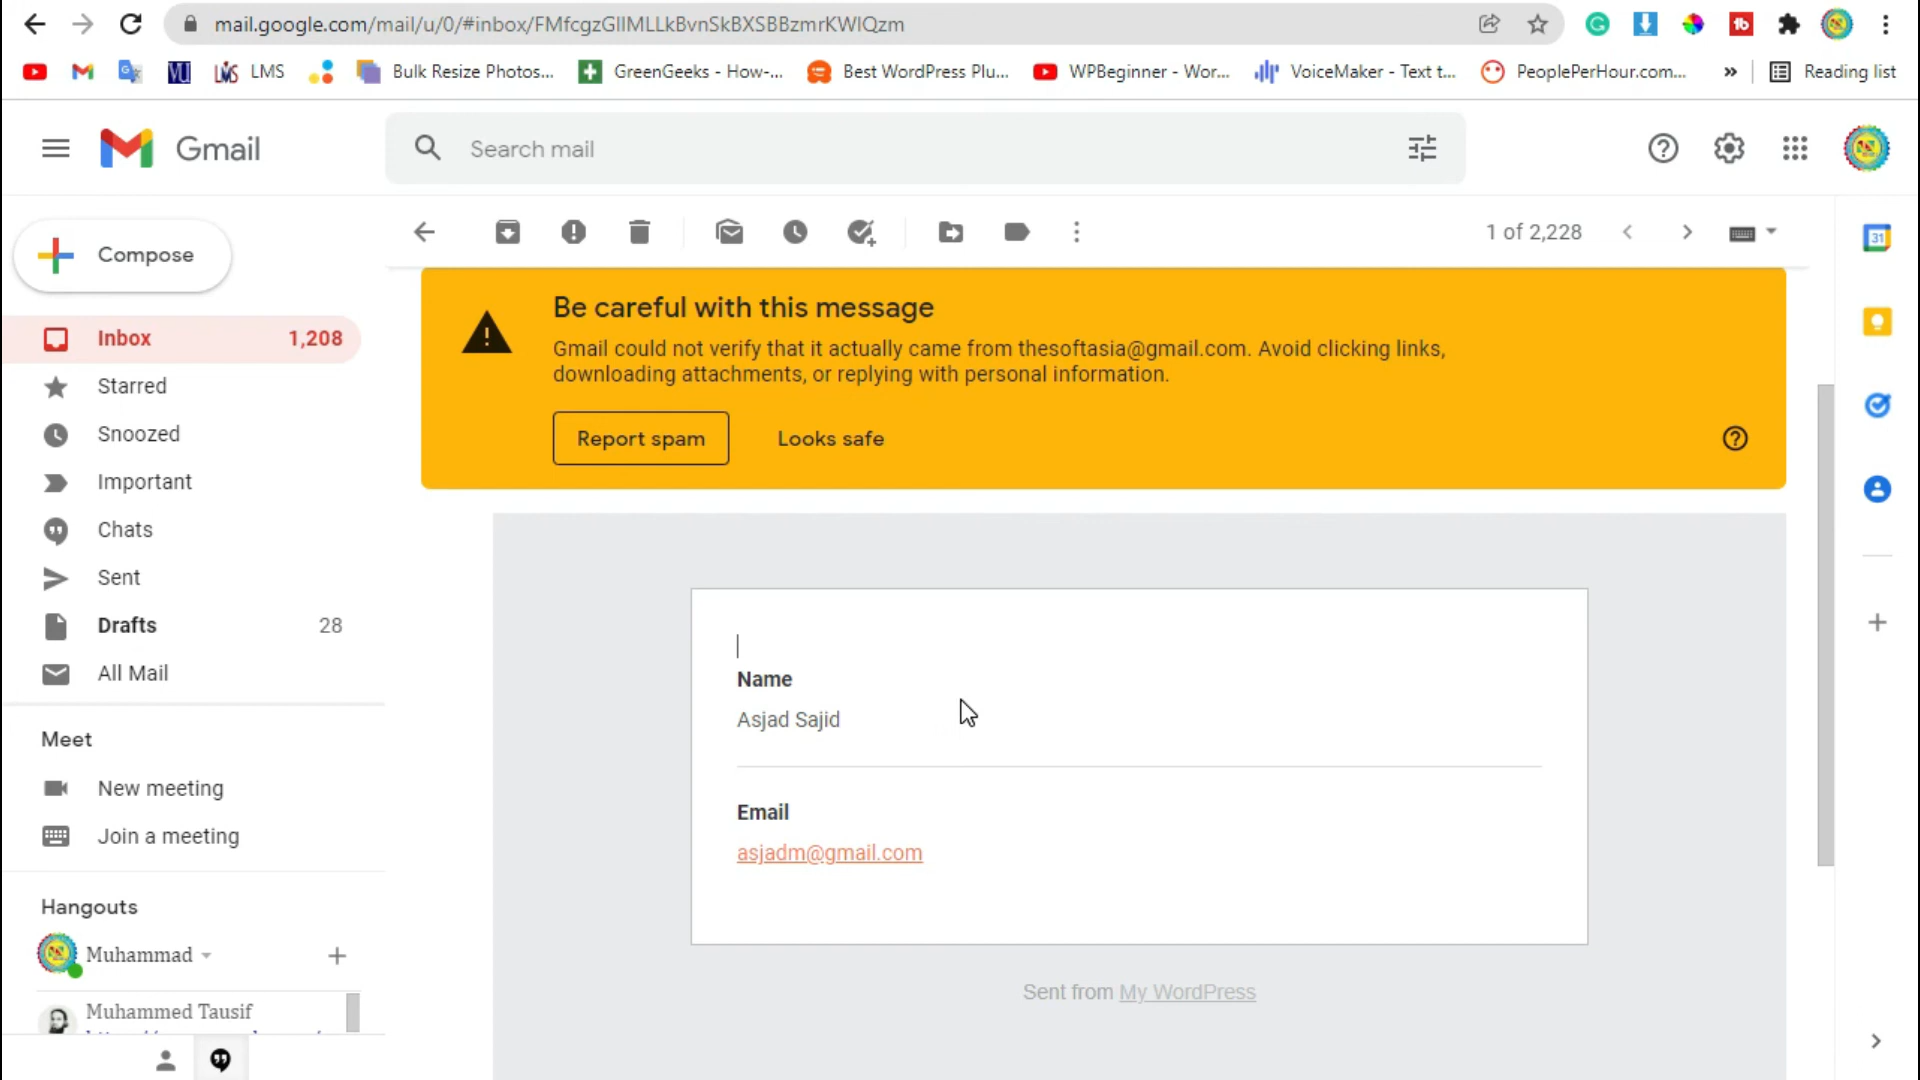 mail.google.com/mail/u/0/#inbox/FMfcgzGllMLLkBvnSkBXSBBzmrKWlQzm
LMS
Bulk Resize Photos...
GreenGeeks - How-...
Best WordPress Plu...
WPBeginner - Wor...
VoiceMaker - Text t...
PeoplePerHour.com...
»
Reading list
Gmail
Search mail
Compose
1 of 2,228
31
Inbox 1,208
Starred
Snoozed
Important
Chats
Sent
Drafts 28
All Mail
Meet
New meeting
Join a meeting
Hangouts
Muhammad
Muhammed Tausif
Be careful with this message
Gmail could not verify that it actually came from thesoftasia@gmail.com. Avoid clicking links,
downloading attachments, or replying with personal information.
Report spam
Looks safe
Name
Asjad Sajid
Email
asjadm@gmail.com
Sent from My WordPress